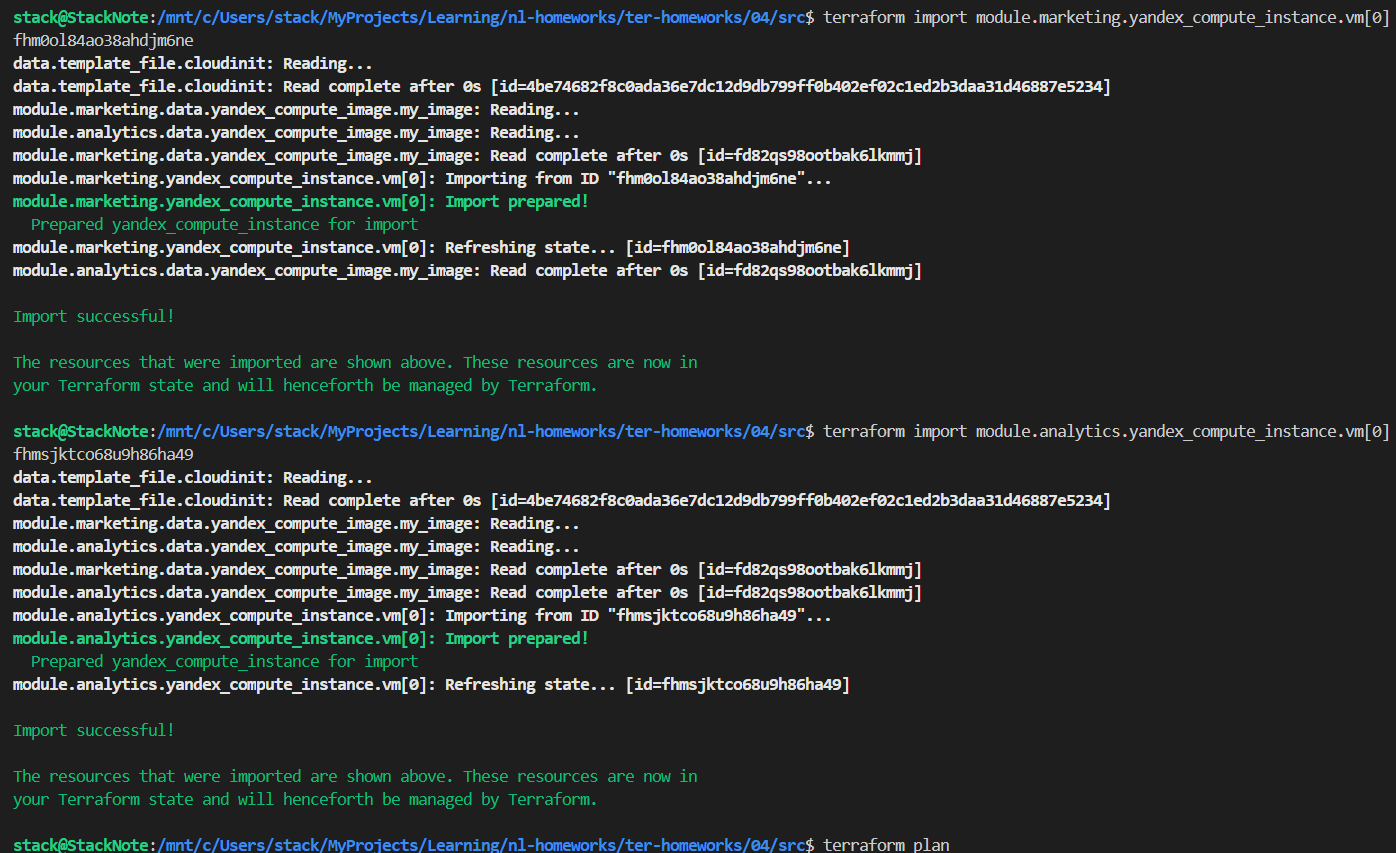 stack@StackNote:/mnt/c/Users/stack/MyProjects/Learning/nl-homeworks/ter-homeworks/04/src$ terraform import module.marketing.yandex_compute_instance.vm[0]
fhm0ol84ao38ahdjm6ne
data.template_file.cloudinit: Reading...
data.template_file.cloudinit: Read complete after 0s [id=4be74682f8c0ada36e7dc12d9db799ff0b402ef02c1ed2b3daa31d46887e5234]
module.marketing.data.yandex_compute_image.my_image: Reading...
module.analytics.data.yandex_compute_image.my_image: Reading...
module.marketing.data.yandex_compute_image.my_image: Read complete after 0s [id=fd82qs98ootbak6lkmmj]
module.marketing.yandex_compute_instance.vm[0]: Importing from ID "fhm0ol84ao38ahdjm6ne"...
module.marketing.yandex_compute_instance.vm[0]: Import prepared!
  Prepared yandex_compute_instance for import
module.marketing.yandex_compute_instance.vm[0]: Refreshing state... [id=fhm0ol84ao38ahdjm6ne]
module.analytics.data.yandex_compute_image.my_image: Read complete after 0s [id=fd82qs98ootbak6lkmmj]

Import successful!

The resources that were imported are shown above. These resources are now in
your Terraform state and will henceforth be managed by Terraform.

stack@StackNote:/mnt/c/Users/stack/MyProjects/Learning/nl-homeworks/ter-homeworks/04/src$ terraform import module.analytics.yandex_compute_instance.vm[0]
fhmsjktco68u9h86ha49
data.template_file.cloudinit: Reading...
data.template_file.cloudinit: Read complete after 0s [id=4be74682f8c0ada36e7dc12d9db799ff0b402ef02c1ed2b3daa31d46887e5234]
module.marketing.data.yandex_compute_image.my_image: Reading...
module.analytics.data.yandex_compute_image.my_image: Reading...
module.marketing.data.yandex_compute_image.my_image: Read complete after 0s [id=fd82qs98ootbak6lkmmj]
module.analytics.data.yandex_compute_image.my_image: Read complete after 0s [id=fd82qs98ootbak6lkmmj]
module.analytics.yandex_compute_instance.vm[0]: Importing from ID "fhmsjktco68u9h86ha49"...
module.analytics.yandex_compute_instance.vm[0]: Import prepared!
  Prepared yandex_compute_instance for import
module.analytics.yandex_compute_instance.vm[0]: Refreshing state... [id=fhmsjktco68u9h86ha49]

Import successful!

The resources that were imported are shown above. These resources are now in
your Terraform state and will henceforth be managed by Terraform.

stack@StackNote:/mnt/c/Users/stack/MyProjects/Learning/nl-homeworks/ter-homeworks/04/src$ terraform plan